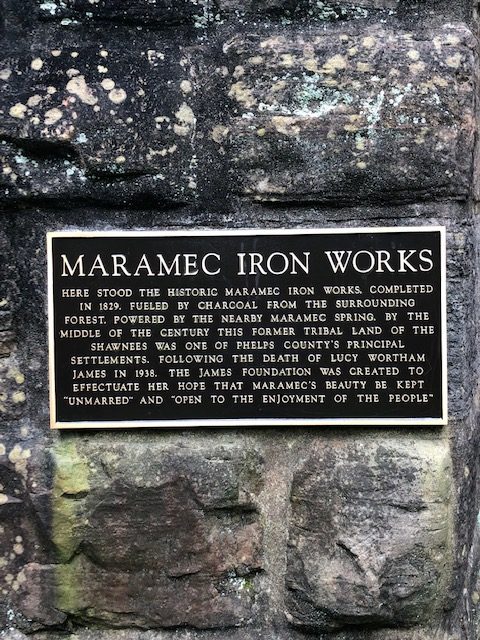 MARAMEC IRON WORKS
HERE STOOD THE HISTORIC MARAMEC IRON WORKS, COMPLETED
IN 1829, FUELED BY CHARCOAL FROM THE SURROUNDING
FOREST, POWERED BY THE NEARBY MARAMEC SPRING. BY THE
MIDDLE OF THE CENTURY THIS FORMER TRIBAL LAND OF THE
SHAWNEES WAS ONE OF PHELPS COUNTY'S PRINCIPAL
SETTLEMENTS. FOLLOWING THE DEATH OF LUCY WORTHAM
JAMES IN 1938, THE JAMES FOUNDATION WAS CREATED TO
EFFECTUATE HER HOPE THAT MARAMEC'S BEAUTY BE KEPT
"UNMARRED" AND "OPEN TO THE ENJOYMENT OF THE PEOPLE"